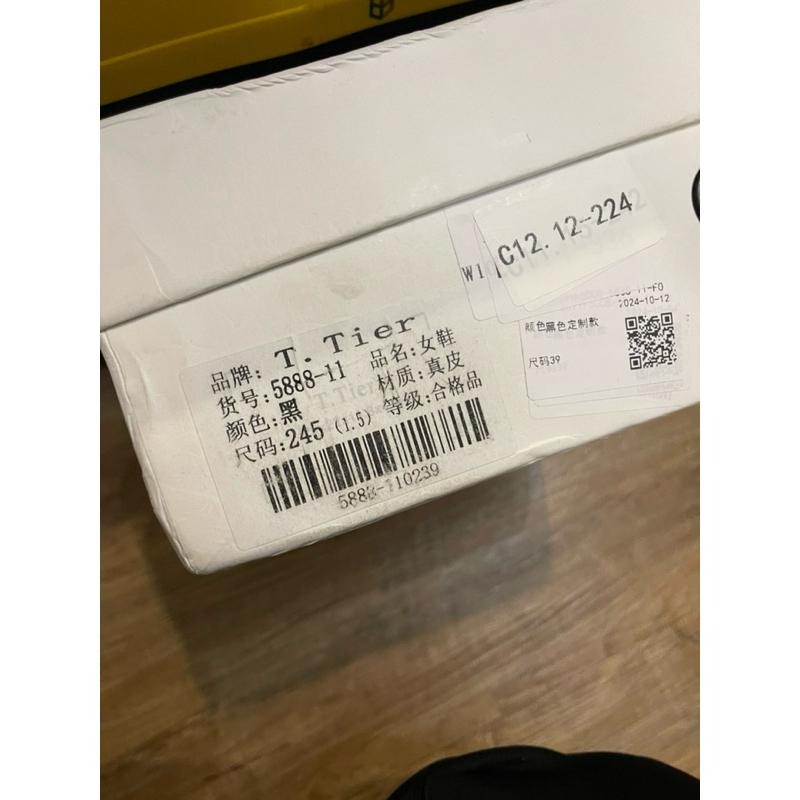 C12.12-224
W1
2024-10-12
颜色黑色定制款
尺码39
品牌: T.Tier
货号:5888-11 品名:女鞋
颜色:黑 材质:真皮
尺码:245 (1.5) 等级:合格品